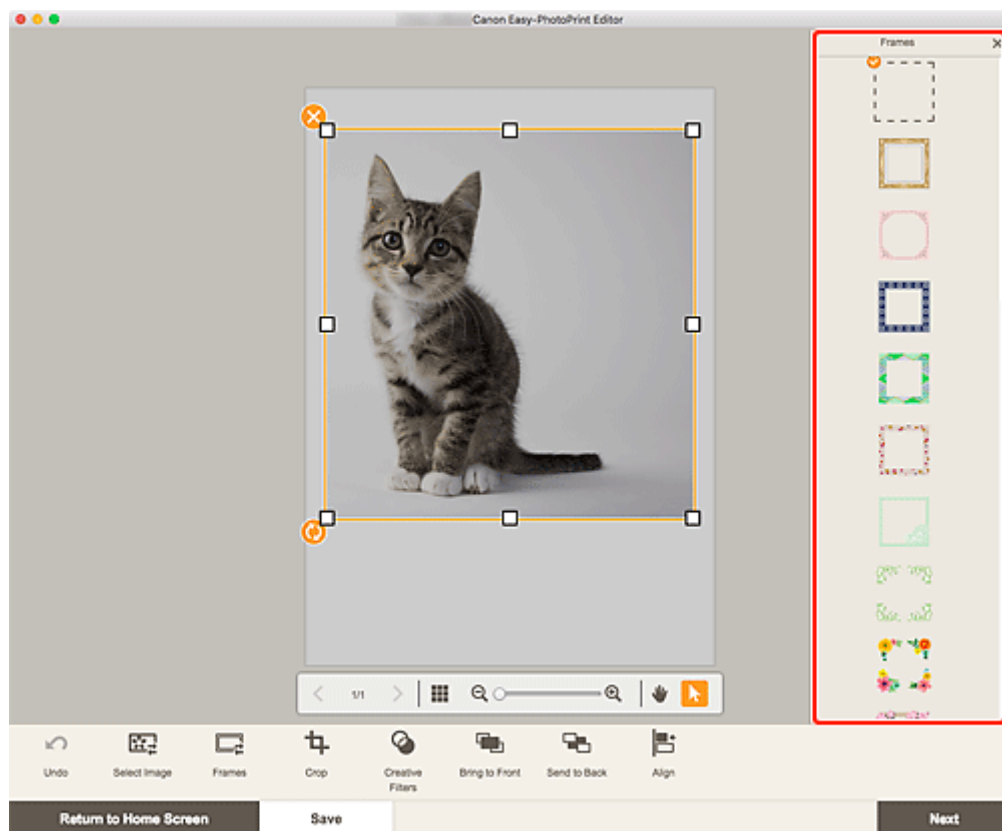 Canon Easy-PhotoPrint Editor
Frames
1/1
Undo
Select Image
Frames
Crop
Creative
Filters
Bring to Front
Send to Back
Align
Return to Home Screen
Save
Next